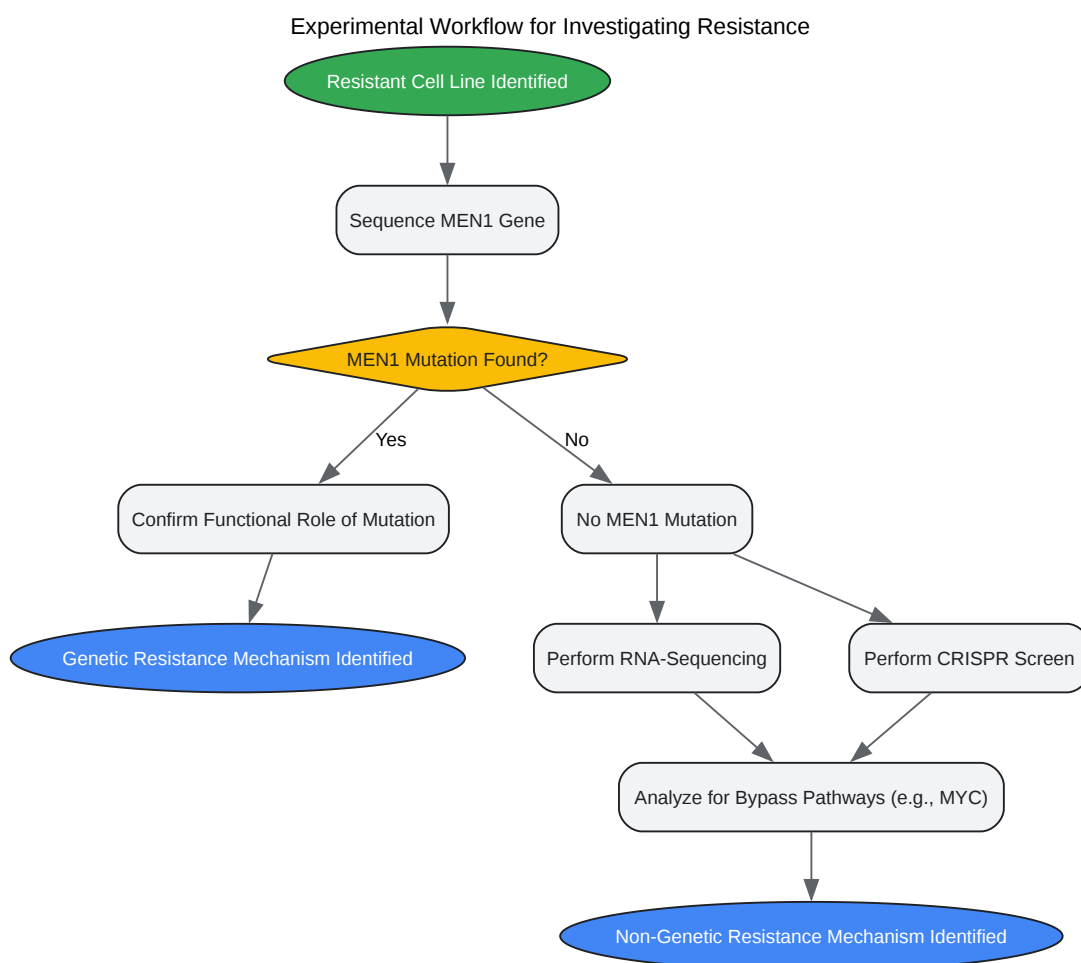 Experimental Workflow for Investigating Resistance
Resistant Cell Line Identified
Sequence MEN1 Gene
MEN1 Mutation Found?
Yes
No
Confirm Functional Role of Mutation
No MEN1 Mutation
Genetic Resistance Mechanism Identified
Perform RNA-Sequencing
Perform CRISPR Screen
Analyze for Bypass Pathways (e.g., MYC)
Non-Genetic Resistance Mechanism Identified